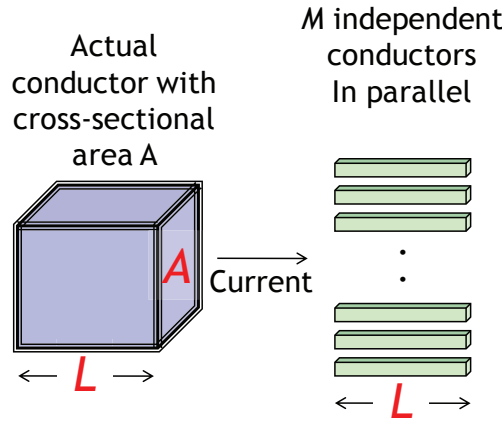 Actual
conductor with
cross-sectional
area A
M independent
conductors
In parallel
A
Current
L
L